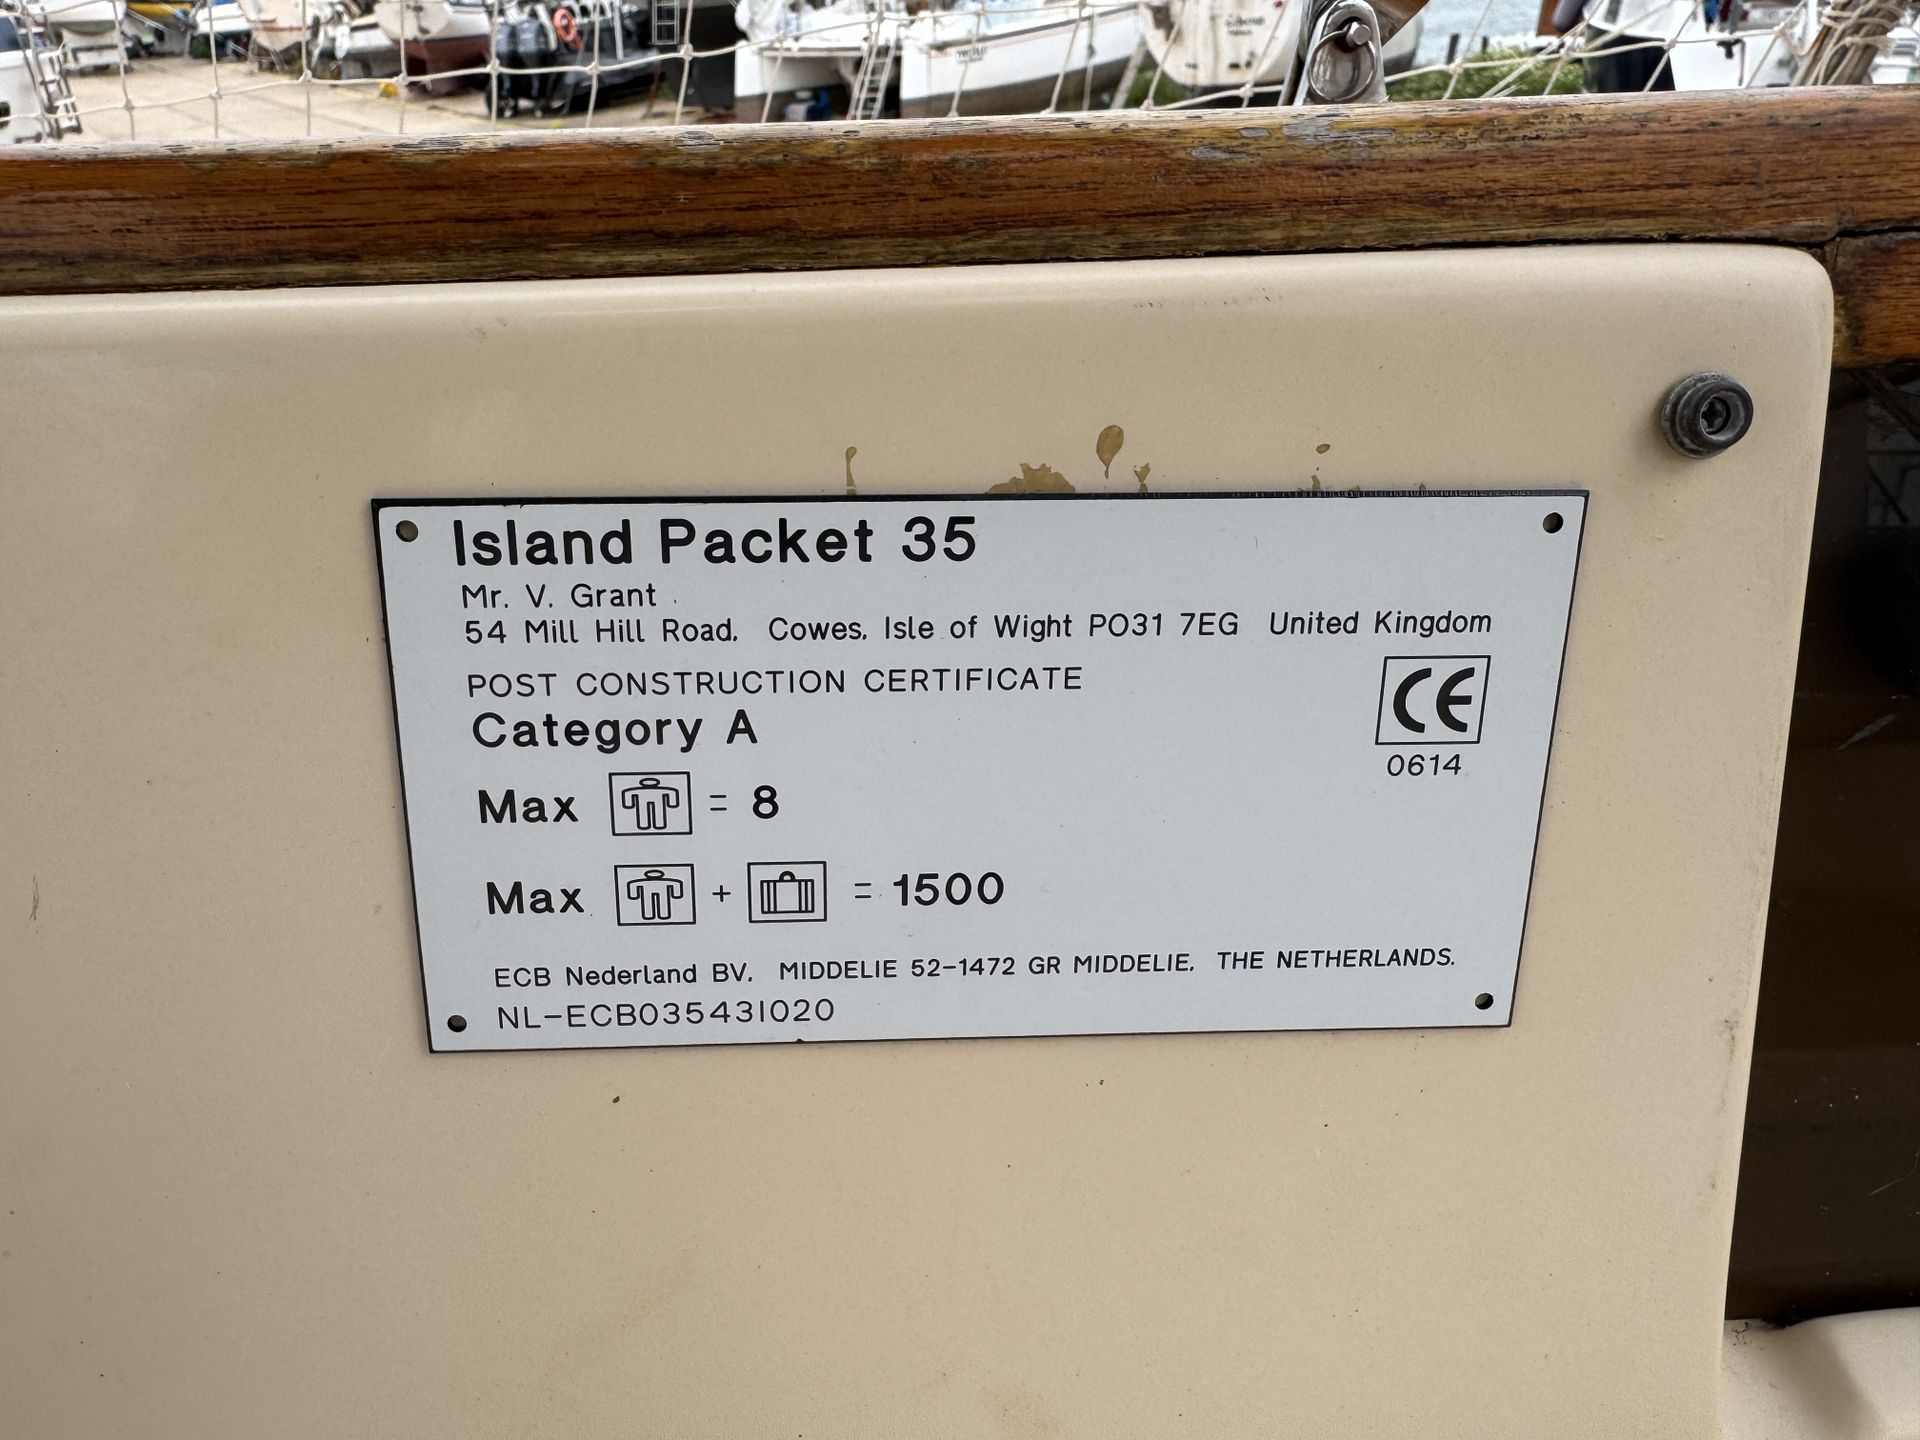 Island Packet 35
Mr. V. Grant
54 Mill Hill Road. Cowes. Isle of Wight PO31 7EG United Kingdom
POST CONSTRUCTION CERTIFICATE
Category A
CE
0614
Max = 8
Max + = 1500
ECB Nederland BV. MIDDELIE 52-1472 GR MIDDELIE. THE NETHERLANDS.
NL-ECB035431020